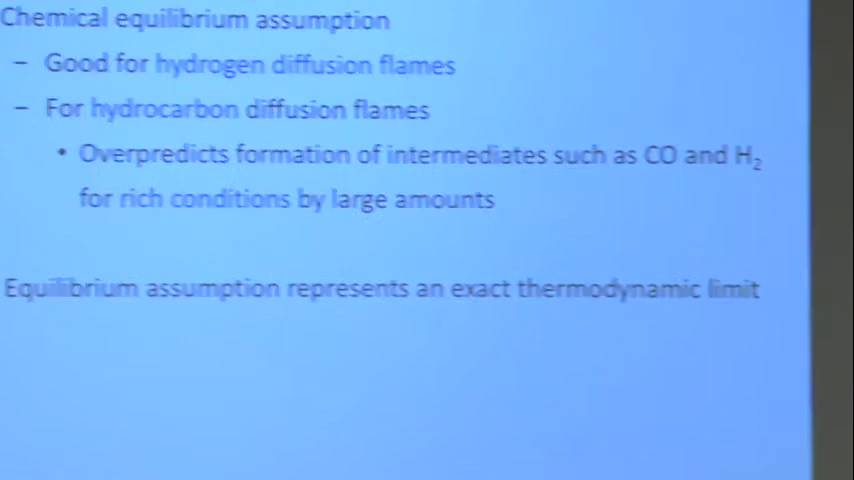 Chemical equilibrium assumption
– Good for hydrogen diffusion flames
– For hydrocarbon diffusion flames
• Overpredicts formation of intermediates such as CO and H₂
for rich conditions by large amounts
Equilibrium assumption represents an exact thermodynamic limit